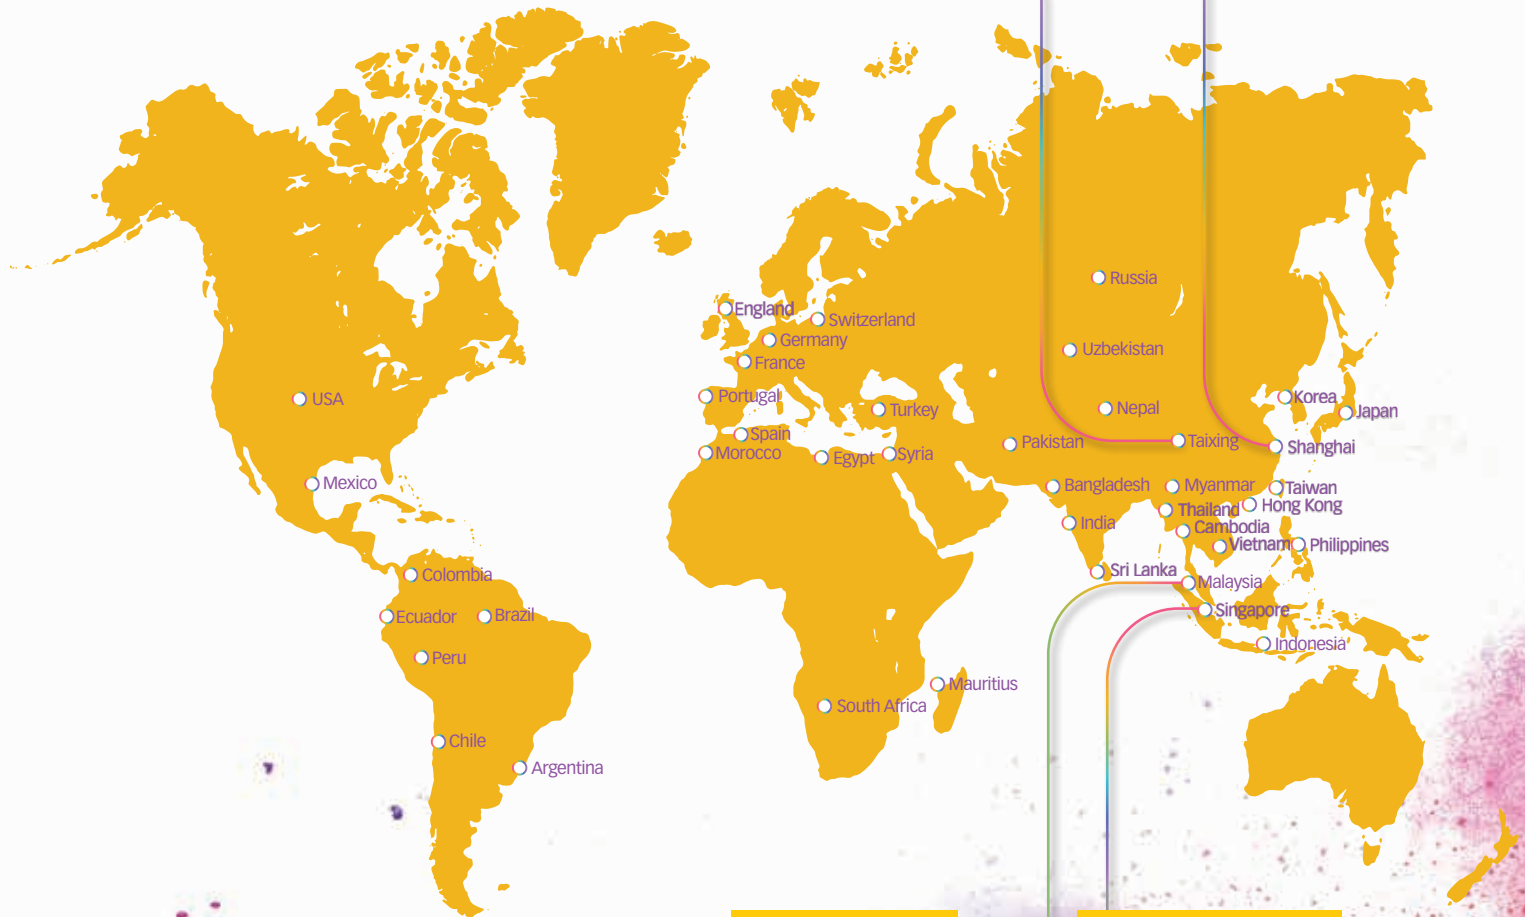 Russia
England
Switzerland
Germany
Uzbekistan
France
USA
Portugal
Turkey
Nepal
Korea
Japan
Spain
Pakistan
Taixing
Shanghai
Morocco
Egypt
Syria
Mexico
Bangladesh
Myanmar
Taiwan
Thailand
Hong Kong
India
Cambodia
Vietnam
Philippines
Colombia
Sri Lanka
Malaysia
Ecuador
Brazil
Singapore
Indonesia
Peru
Mauritius
South Africa
Chile
Argentina